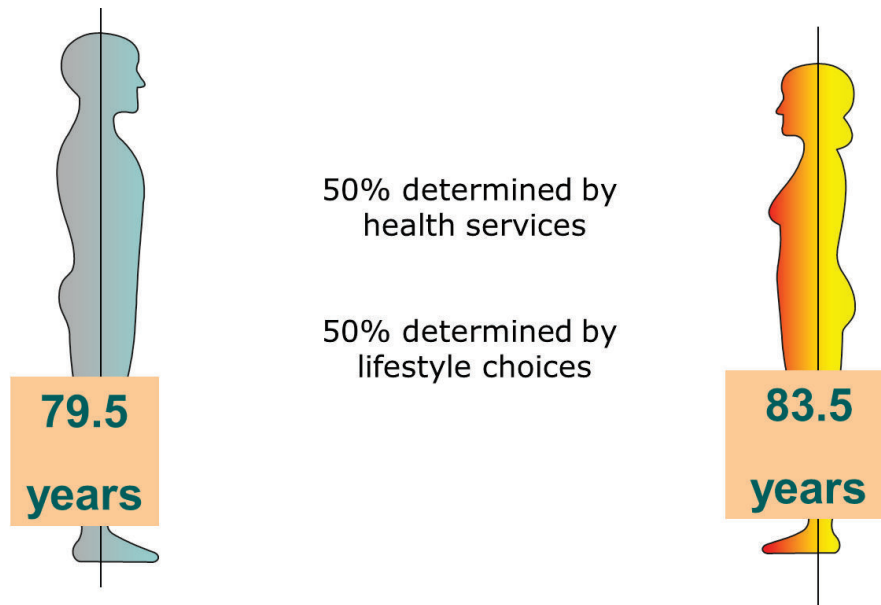 50% determined by
health services
50% determined by
lifestyle choices
79.5
years
83.5
years